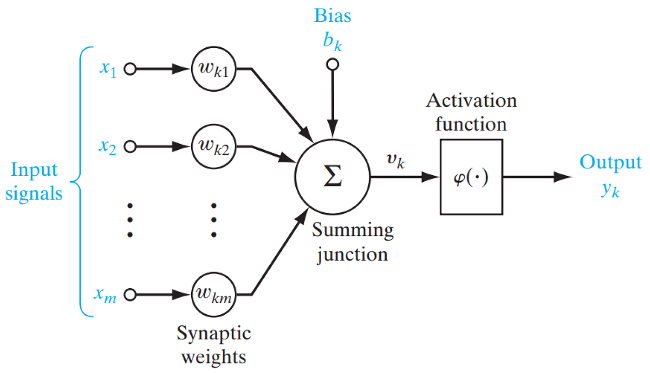 Bias
b_k
x_1
w_k1
Activation
function
x_2
w_k2
Input
signals
Σ
v_k
φ(·)
Output
y_k
Summing
junction
x_m
w_km
Synaptic
weights